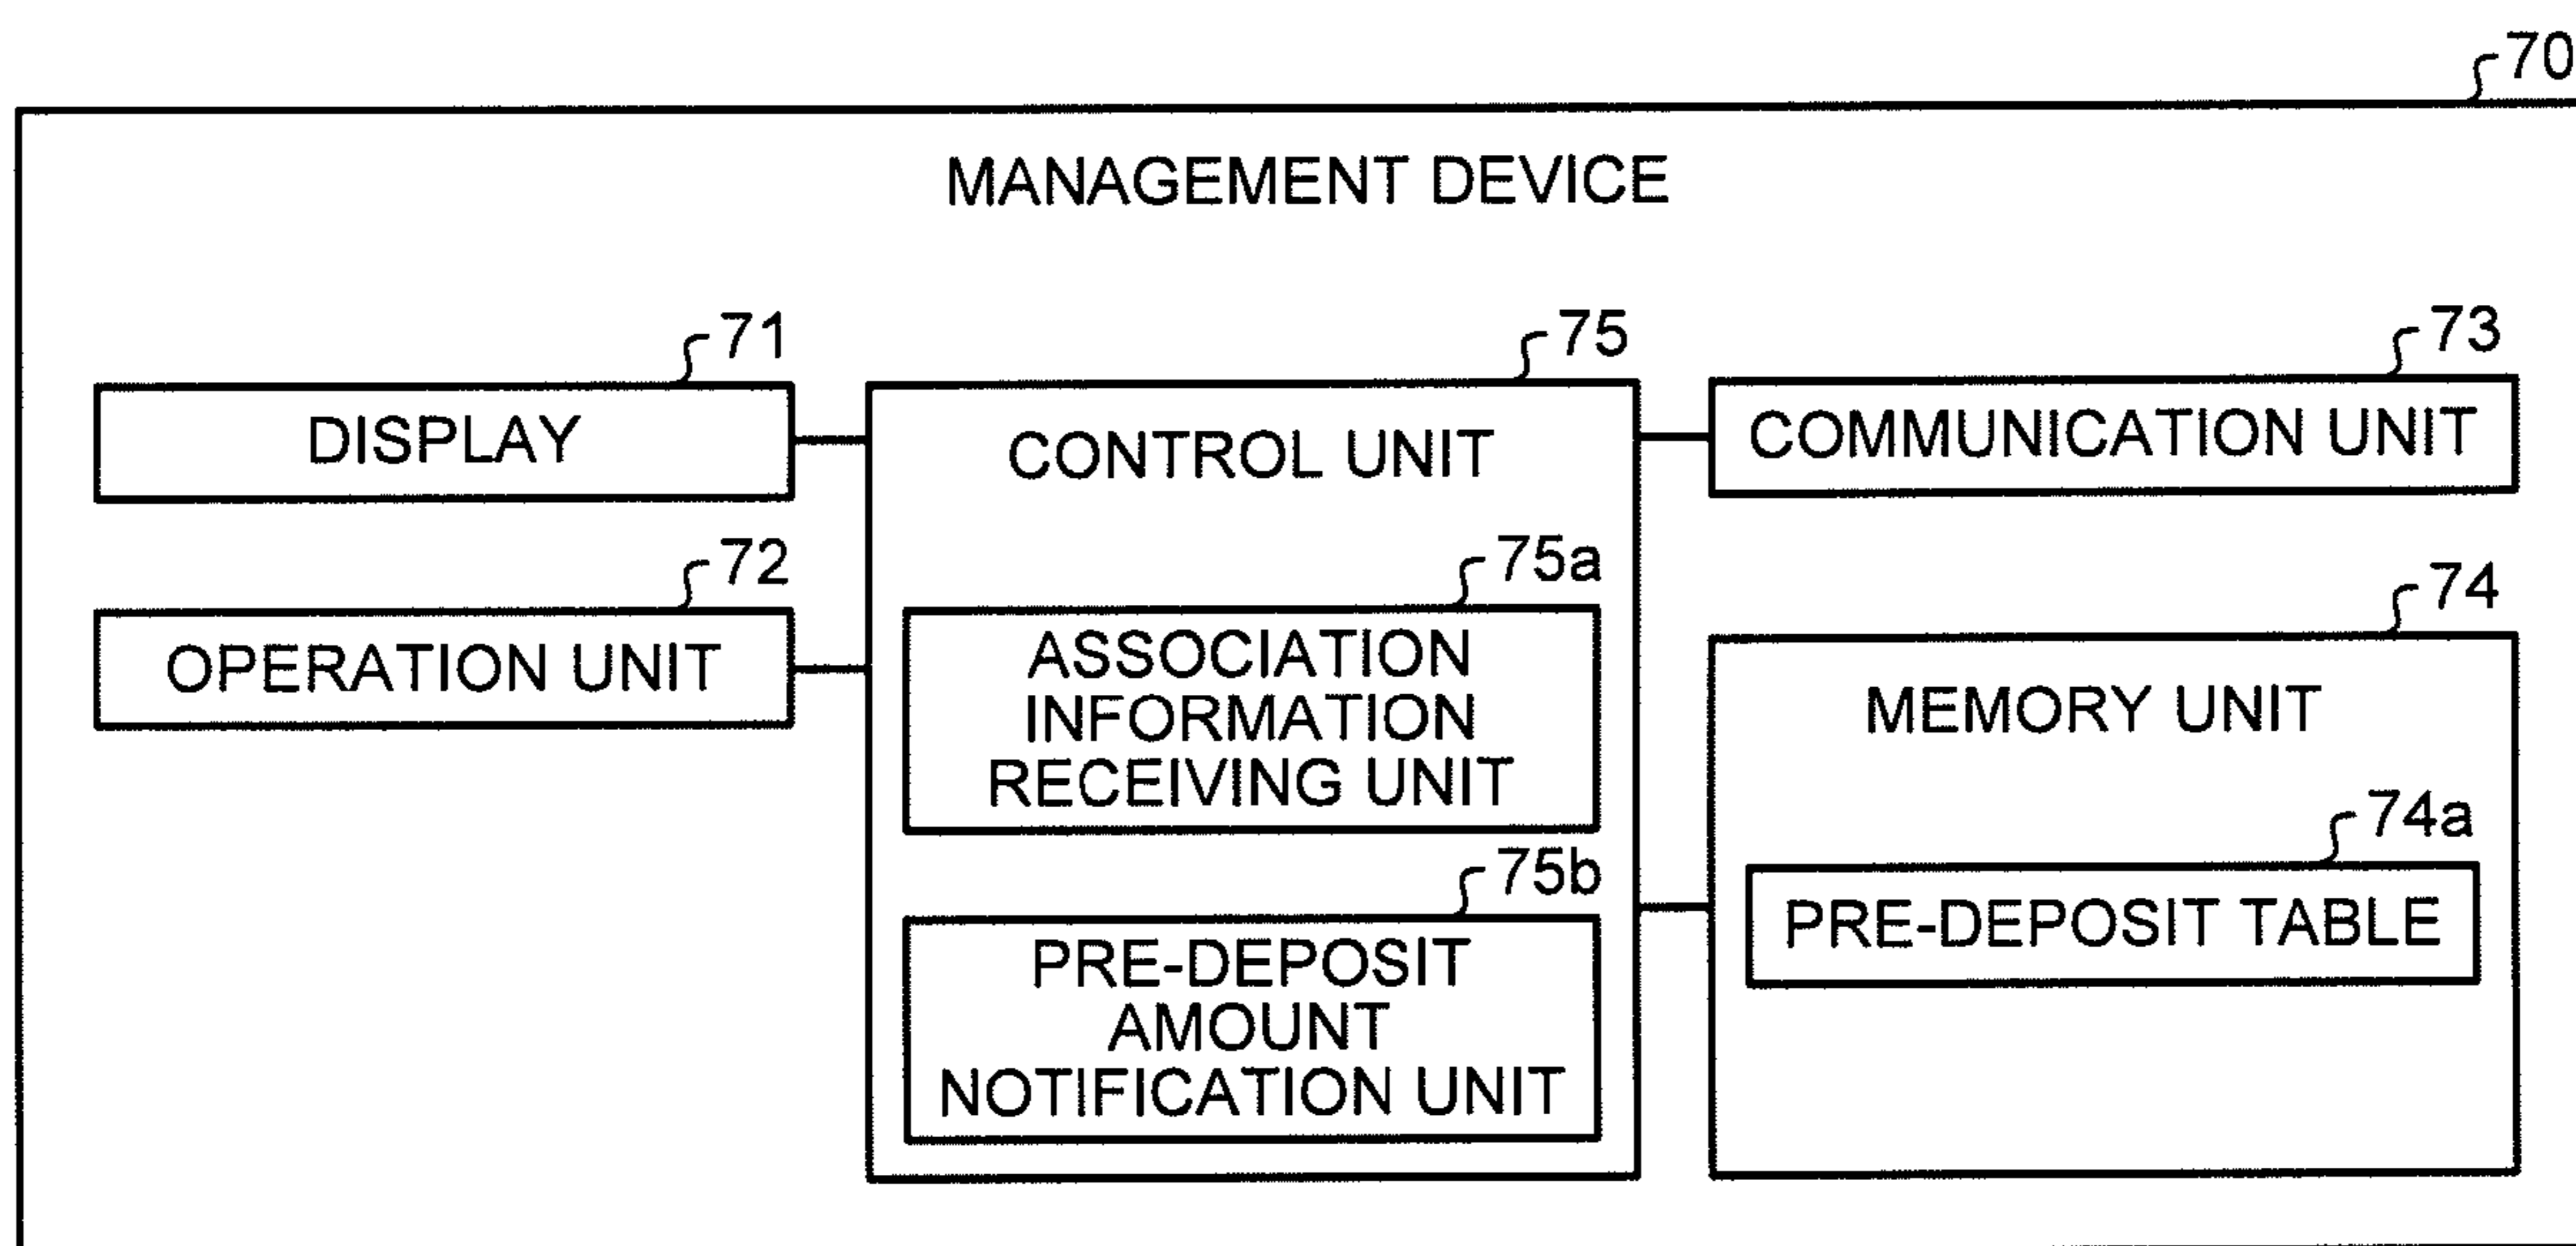 70
MANAGEMENT DEVICE
71
DISPLAY
72
OPERATION UNIT
75
CONTROL UNIT
75a
ASSOCIATION
INFORMATION
RECEIVING UNIT
75b
PRE-DEPOSIT
AMOUNT
NOTIFICATION UNIT
73
COMMUNICATION UNIT
74
MEMORY UNIT
74a
PRE-DEPOSIT TABLE